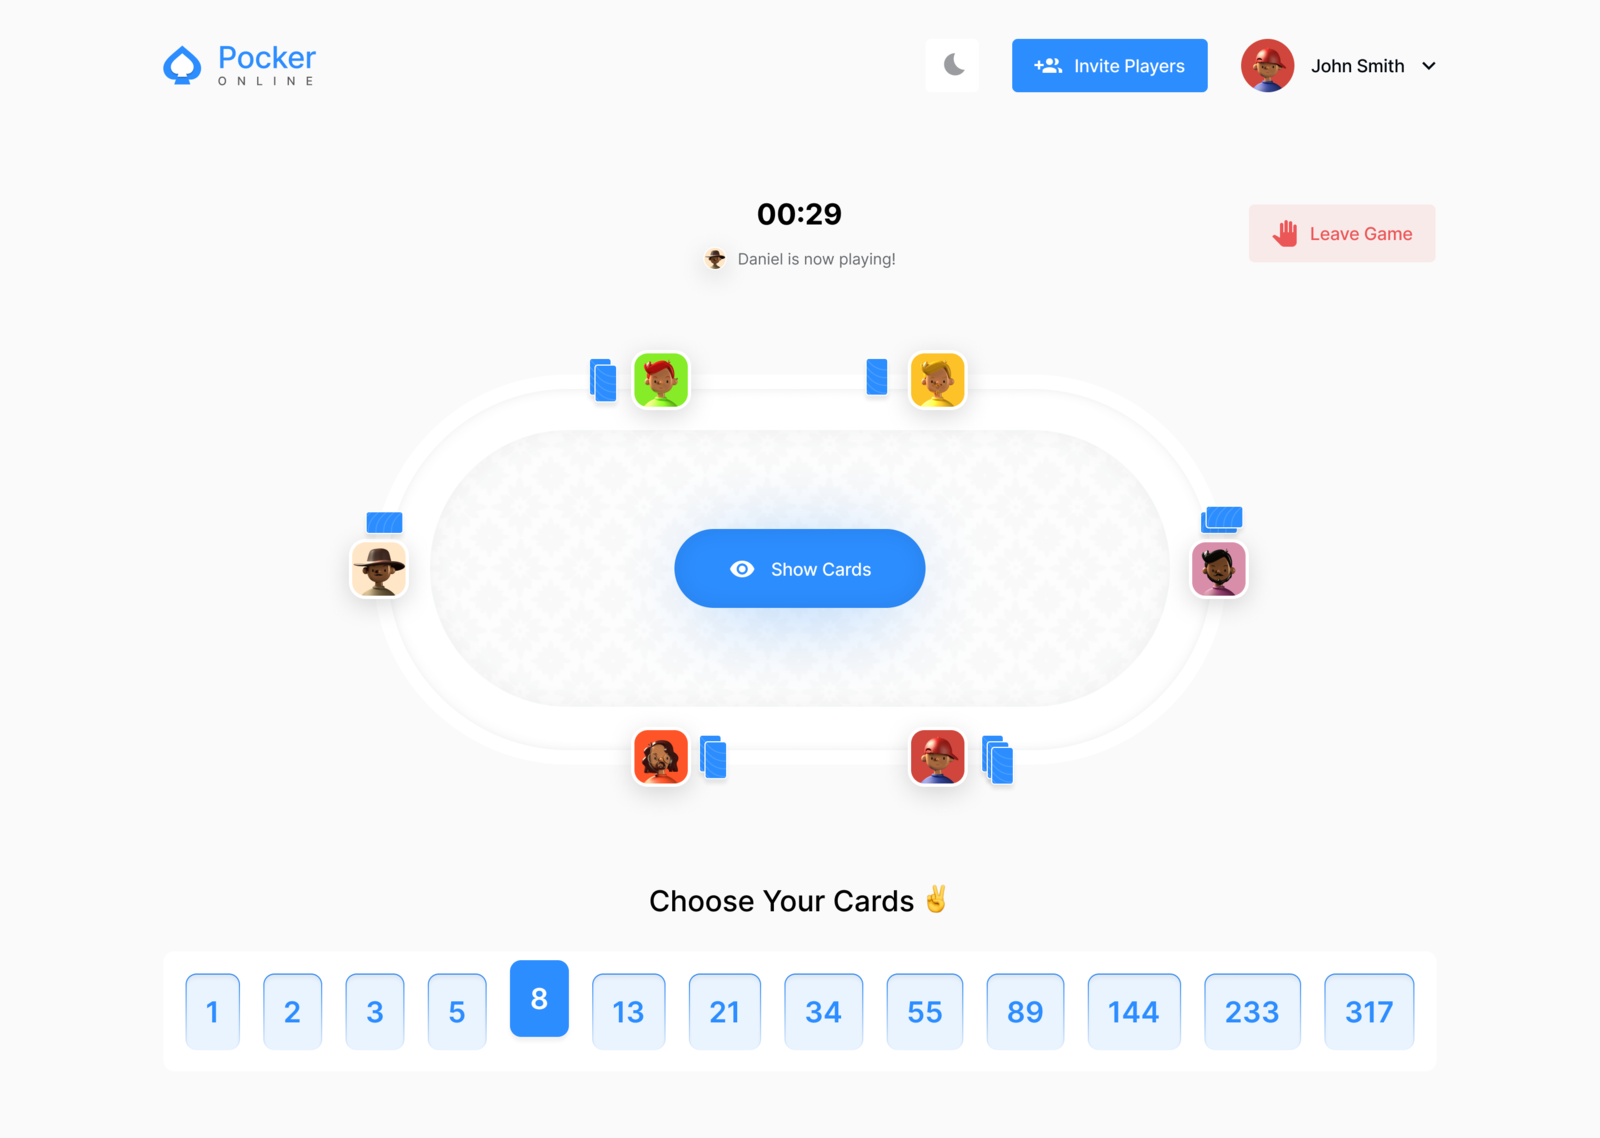 Pocker
ONLINE
Invite Players
John Smith
00:29
Daniel is now playing!
Leave Game
Show Cards
Choose Your Cards ✌
1 2 3 5 8 13 21 34 55 89 144 233 317